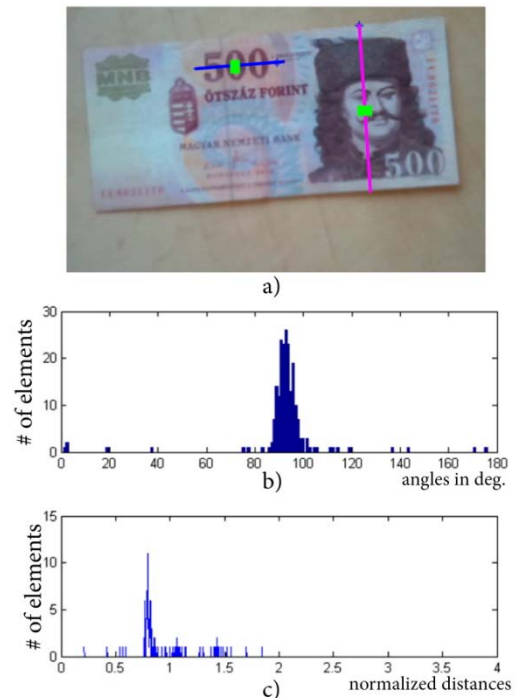 MNB
500
ÖTSZÁZ FORINT
MAGYAR NEMZETI BANK
500
a)
# of elements
30
20
10
0
0 20 40 60 80 100 120 140 160 180
b)
angles in deg.
# of elements
15
10
5
0
0 0.5 1 1.5 2 2.5 3 3.5 4
c)
normalized distances